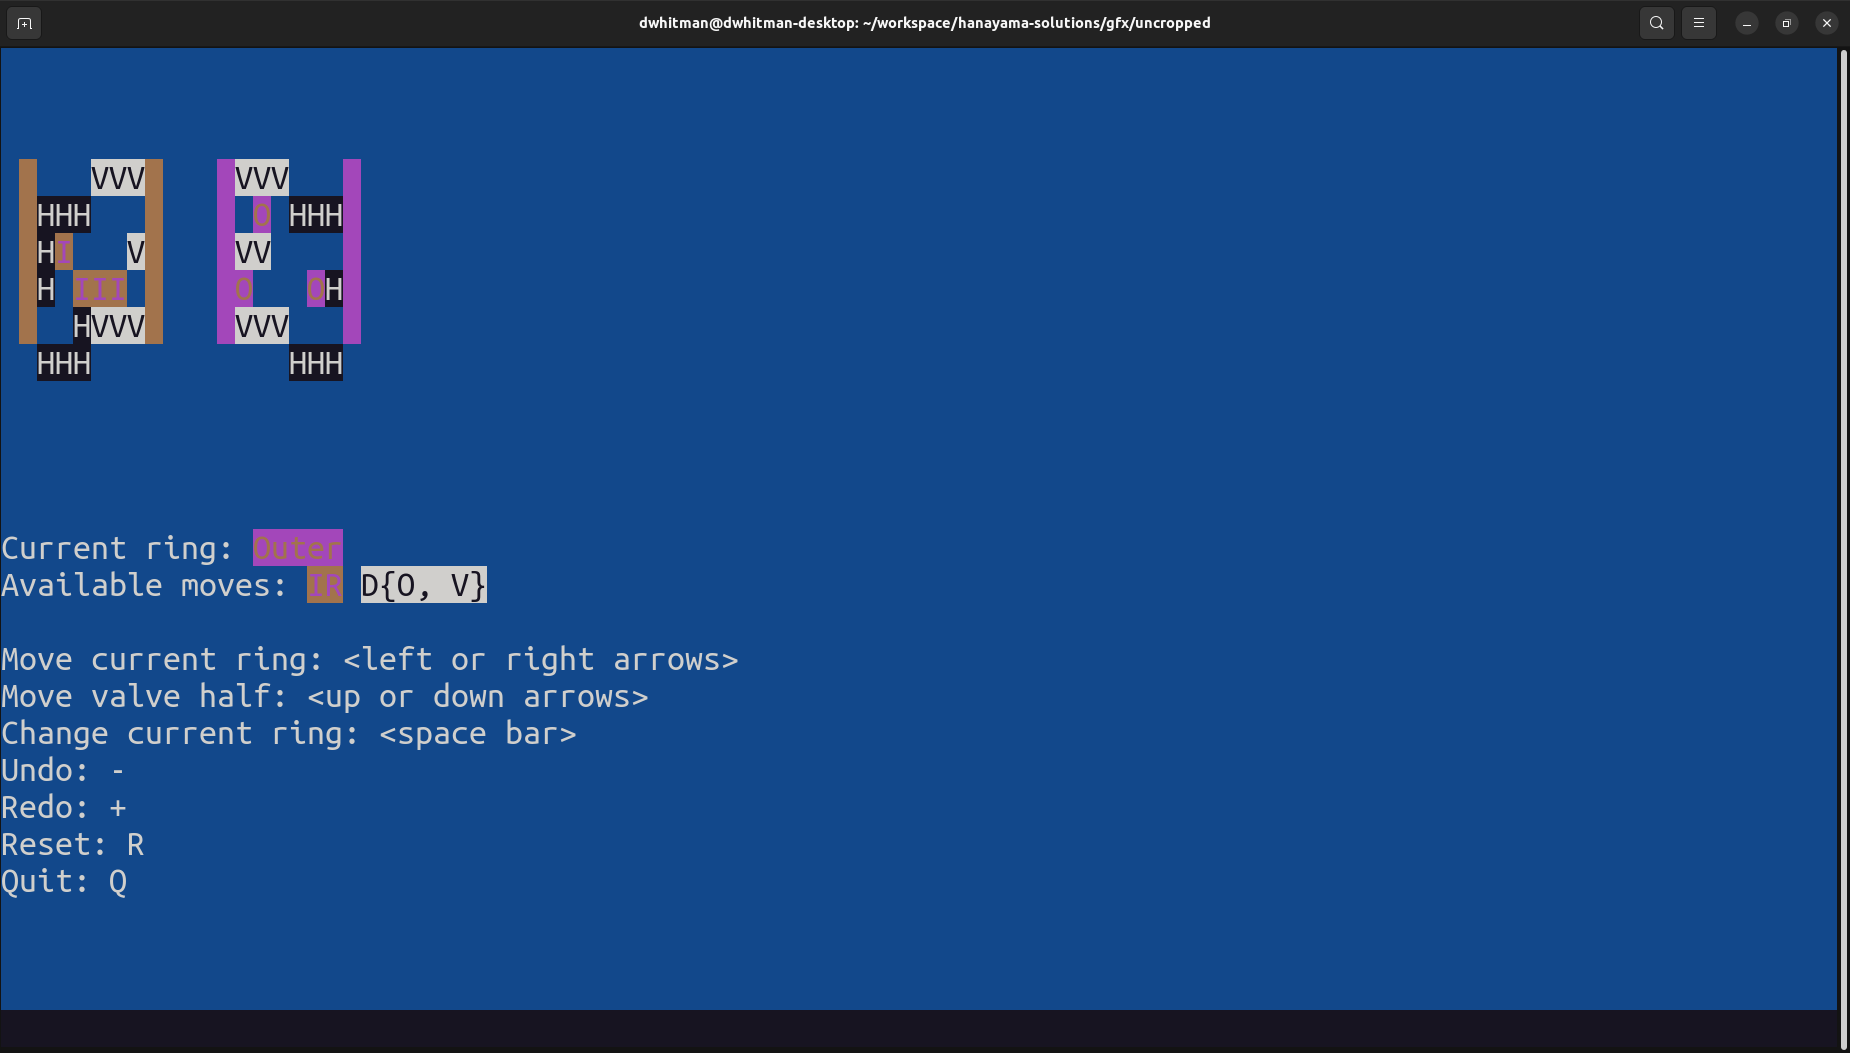 dwhitman@dwhitman-desktop: ~/workspace/hanayama-solutions/gfx/uncropped
VVV VVV
HHH O HHH
HI V VV
H III O OH
HVVV VVV
HHH HHH
Current ring: Outer
Available moves: IR D{O, V}
Move current ring: <left or right arrows>
Move valve half: <up or down arrows>
Change current ring: <space bar>
Undo: -
Redo: +
Reset: R
Quit: Q